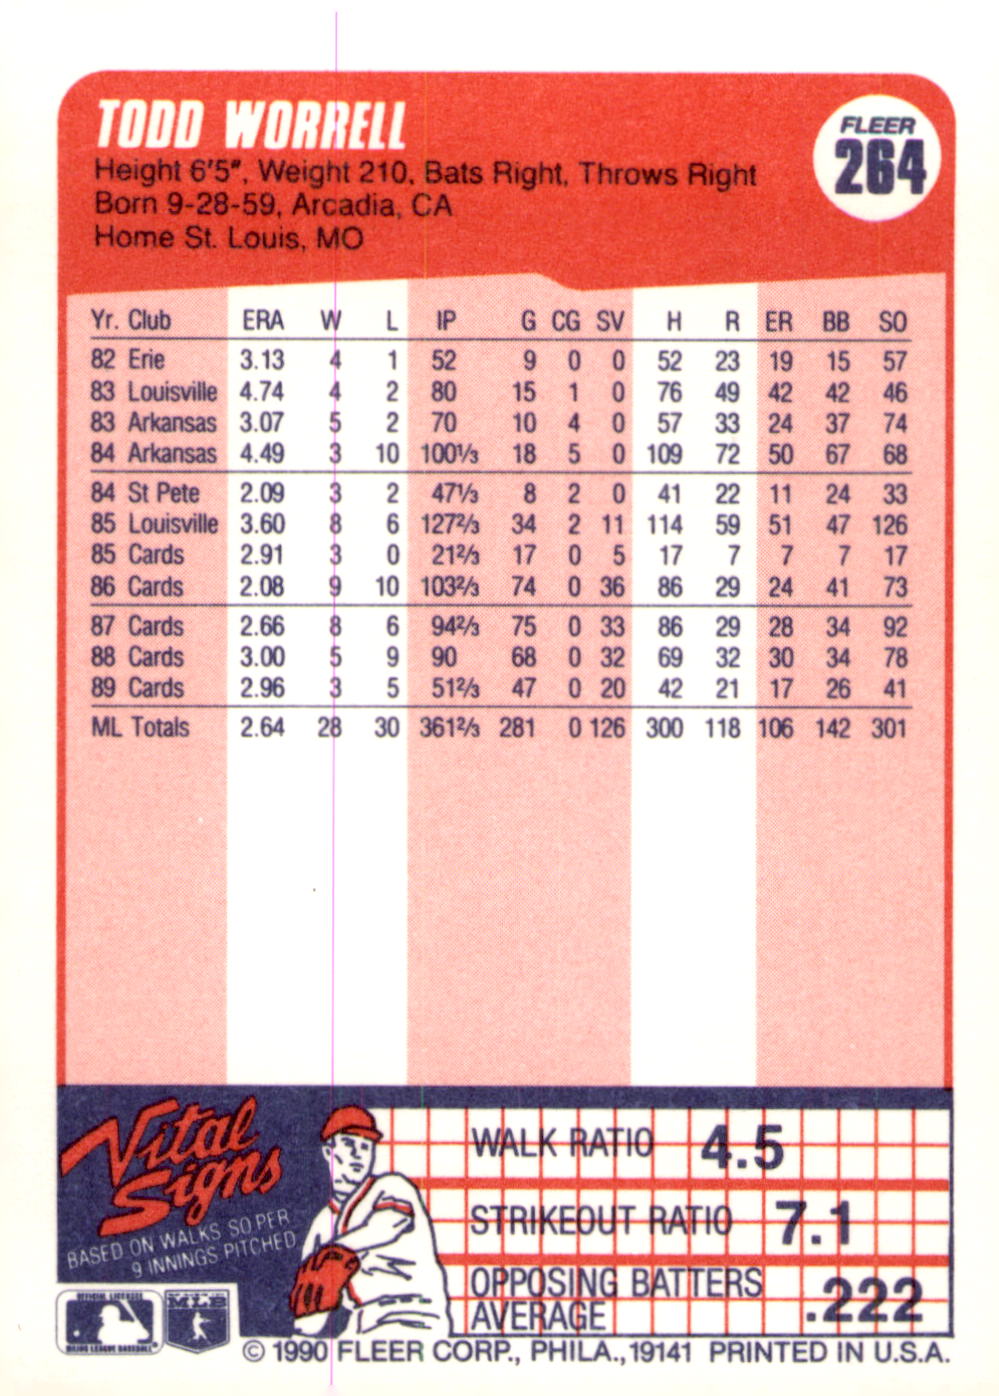 TODD WORRELL
FLEER
264
Height 6'5", Weight 210, Bats Right, Throws Right
Born 9-28-59, Arcadia, CA
Home St. Louis, MO
Yr. Club ERA W L IP G CG SV H R ER BB SO
82 Erie 3.13 4 1 52 9 0 0 52 23 19 15 57
83 Louisville 4.74 4 2 80 15 1 0 76 49 42 42 46
83 Arkansas 3.07 5 2 70 10 4 0 57 33 24 37 74
84 Arkansas 4.49 3 10 100⅓ 18 5 0 109 72 50 67 68
84 St Pete 2.09 3 2 47⅓ 8 2 0 41 22 11 24 33
85 Louisville 3.60 8 6 127⅔ 34 2 11 114 59 51 47 126
85 Cards 2.91 3 0 21⅔ 17 0 5 17 7 7 7 17
86 Cards 2.08 9 10 103⅔ 74 0 36 86 29 24 41 73
87 Cards 2.66 8 6 94⅔ 75 0 33 86 29 28 34 92
88 Cards 3.00 5 9 90 68 0 32 69 32 30 34 78
89 Cards 2.96 3 5 51⅔ 47 0 20 42 21 17 26 41
ML Totals 2.64 28 30 361⅔ 281 0 126 300 118 106 142 301
Vital
Signs
BASED ON WALKS SO PER
9 INNINGS PITCHED
WALK RATIO 4.5
STRIKEOUT RATIO 7.1
OPPOSING BATTERS
AVERAGE .222
OFFICIAL LICENSEE
MAJOR LEAGUE BASEBALL
MLB
© 1990 FLEER CORP., PHILA., 19141 PRINTED IN U.S.A.